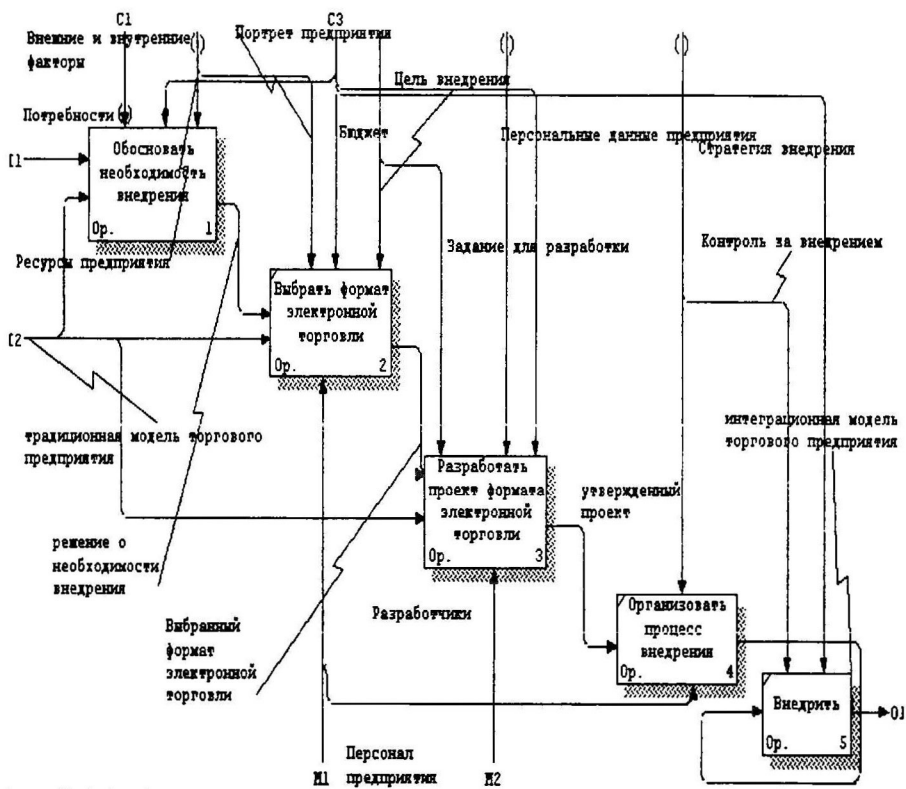 C1
C3
Внешние и внутренние
факторы
Портрет предприятия
Цель внедрения
Потребности
Бюджет
Персональные данные предприятия
Стратегия внедрения
I1
Обосновать
необходимость
внедрения
Ор. 1
Ресурсы предприятия
Задание для разработки
Контроль за внедрением
I2
Выбрать формат
электронной
торговли
Ор. 2
традиционная модель торгового
предприятия
интеграционная модель
торгового предприятия
Разработать
проект формата
электронной
торговли
Ор. 3
утвержденный
проект
решение о
необходимости
внедрения
Выбранный
формат
электронной
торговли
Разработчики
Организовать
процесс
внедрения
Ор. 4
Внедрить
Ор. 5
O1
Персонал
предприятия
M1
M2